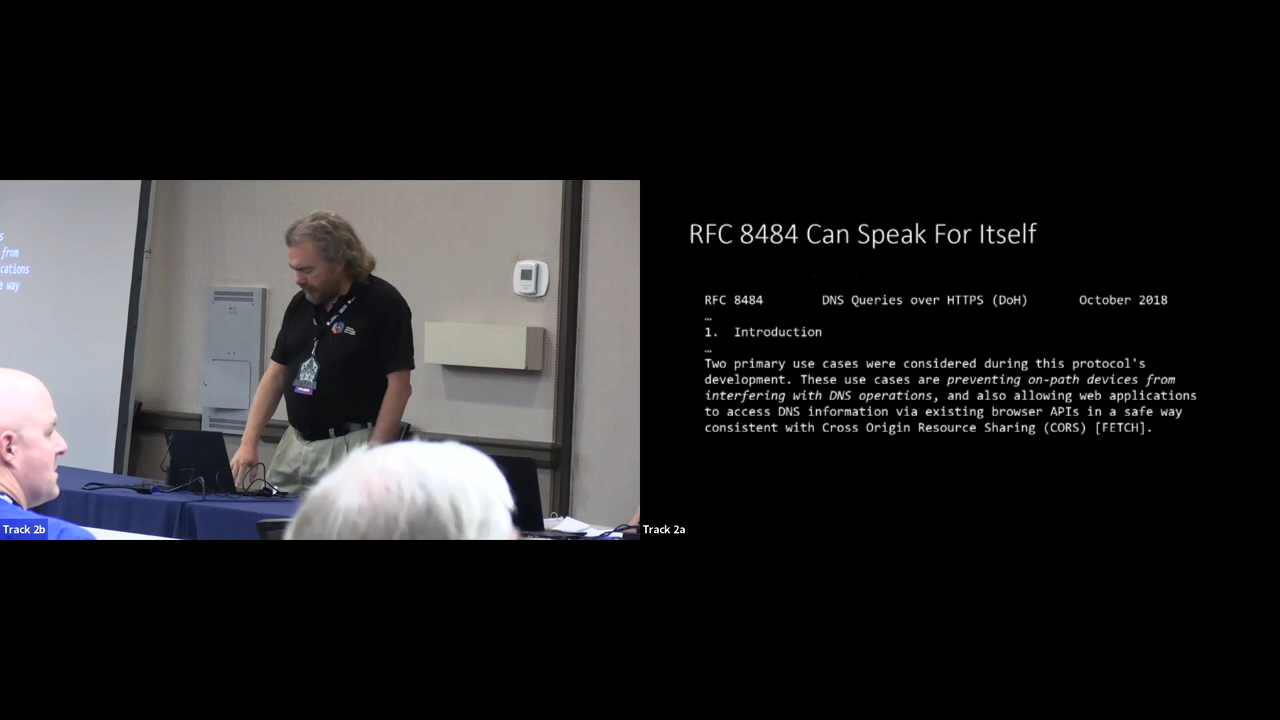 s
from
cations
e way
Track 2b
RFC 8484 Can Speak For Itself
RFC 8484 DNS Queries over HTTPS (DoH) October 2018
…
1. Introduction
…
Two primary use cases were considered during this protocol's
development. These use cases are preventing on-path devices from
interfering with DNS operations, and also allowing web applications
to access DNS information via existing browser APIs in a safe way
consistent with Cross Origin Resource Sharing (CORS) [FETCH].
Track 2a